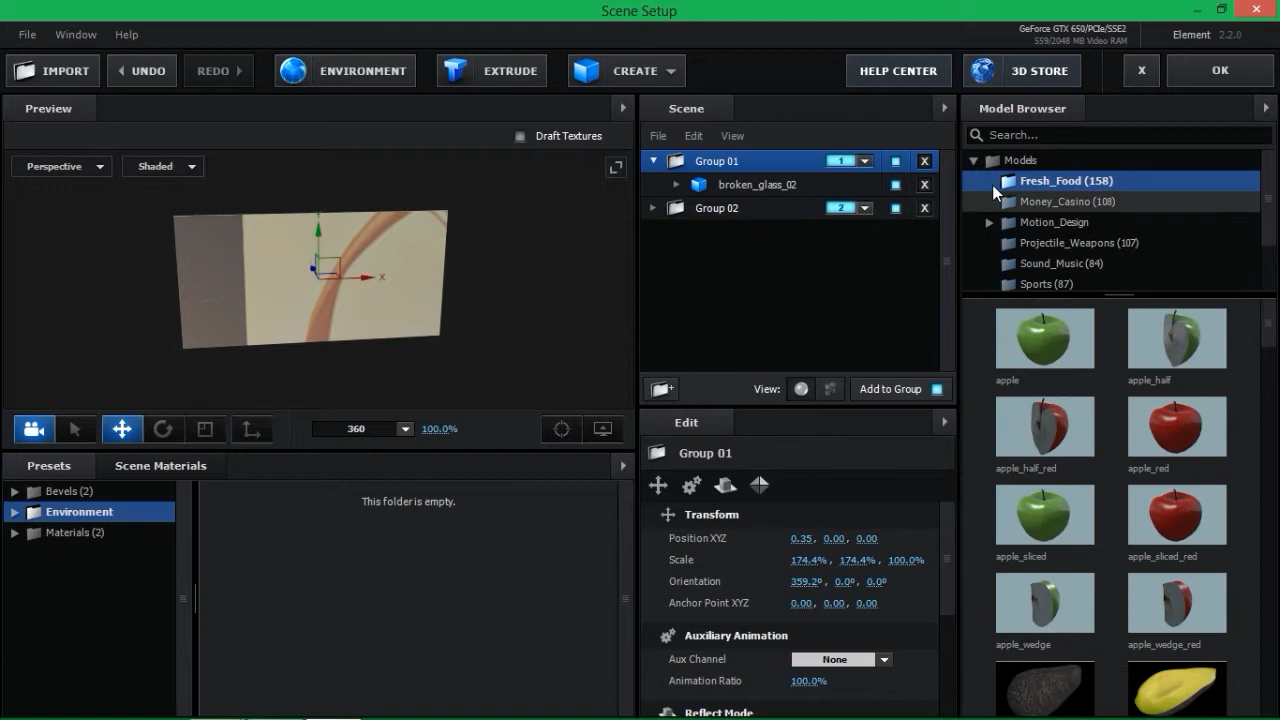 Scene Setup
File Window Help
GeForce GTX 650/PCIe/SSE2
559/2048 MB Video RAM
Element 2.2.0
IMPORT UNDO REDO ENVIRONMENT EXTRUDE CREATE HELP CENTER 3D STORE X OK
Preview
Draft Textures
Perspective Shaded
X
360 100.0%
Presets Scene Materials
Bevels (2)
Environment
Materials (2)
This folder is empty.
Scene
File Edit View
Group 01 1 X
broken_glass_02 X
Group 02 2 X
View: Add to Group
Edit
Group 01
Transform
Position XYZ 0.35, 0.00, 0.00
Scale 174.4%, 174.4%, 100.0%
Orientation 359.2º, 0.0º, 0.0º
Anchor Point XYZ 0.00, 0.00, 0.00
Auxiliary Animation
Aux Channel None
Animation Ratio 100.0%
Reflect Mode
Model Browser
Search...
Models
Fresh_Food (158)
Money_Casino (108)
Motion_Design
Projectile_Weapons (107)
Sound_Music (84)
Sports (87)
apple apple_half
apple_half_red apple_red
apple_sliced apple_sliced_red
apple_wedge apple_wedge_red